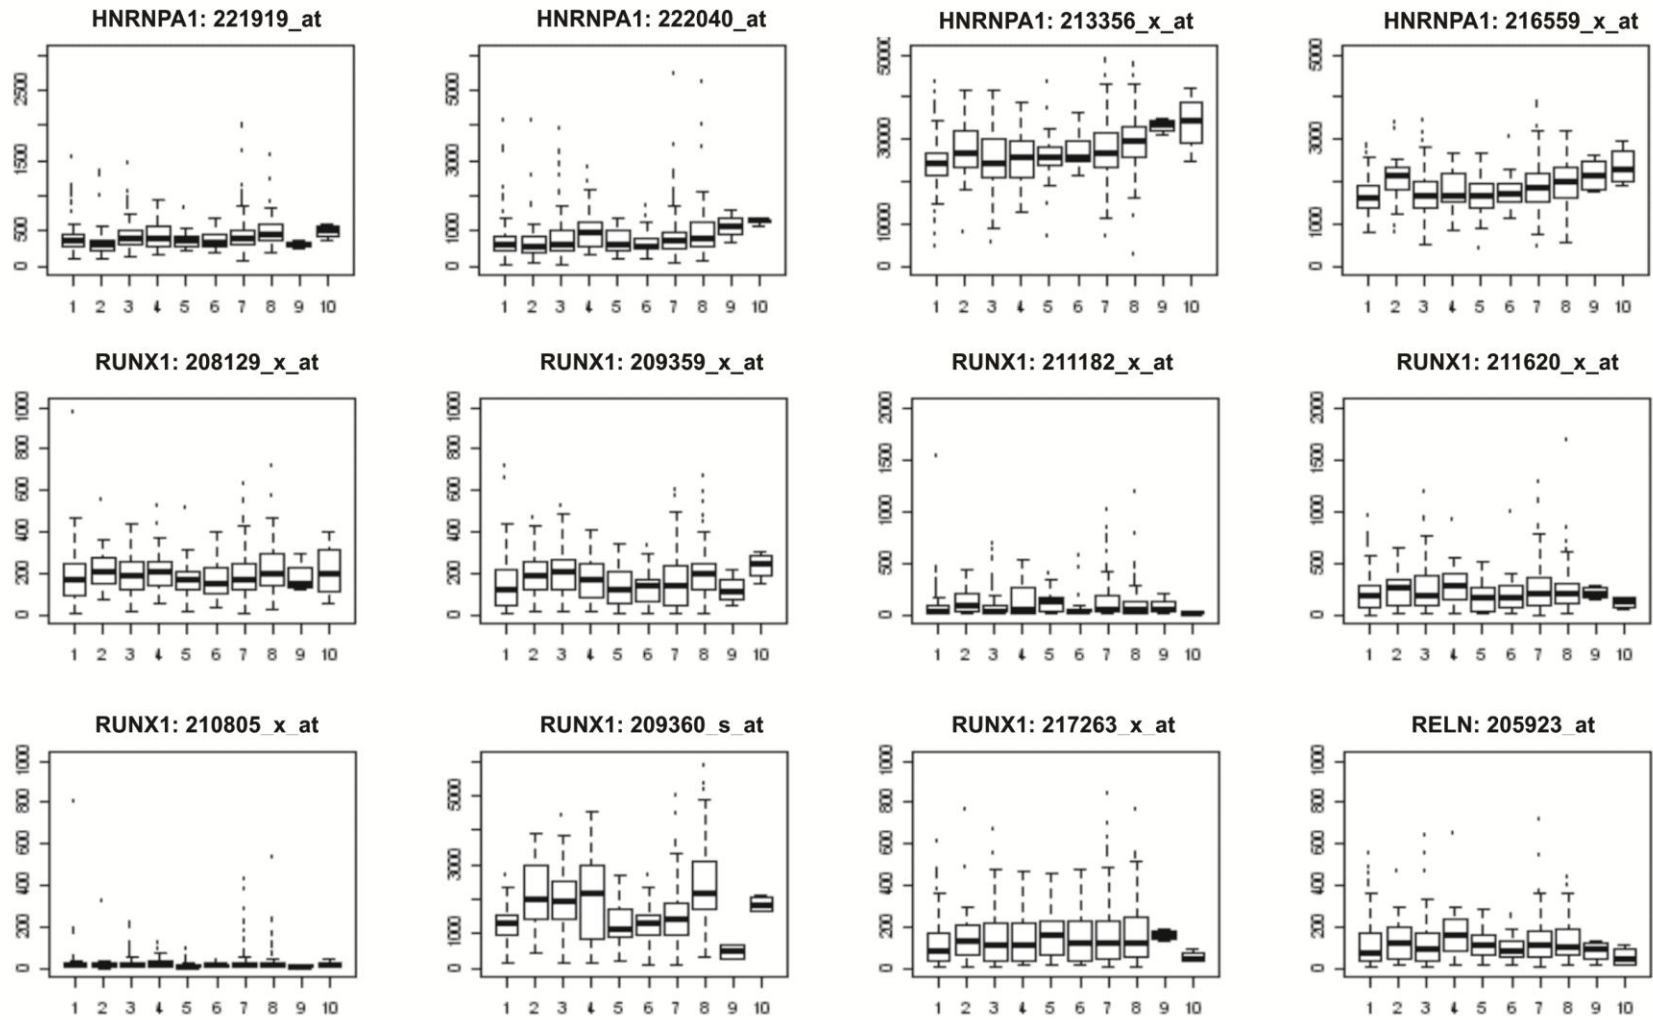 HNRNPA1: 221919_at
HNRNPA1: 222040_at
HNRNPA1: 213356_x_at
HNRNPA1: 216559_x_at
2500
1500
500
0
1 2 3 4 5 6 7 8 9 10
5000
3000
1000
0
1 2 3 4 5 6 7 8 9 10
50000
30000
10000
0
1 2 3 4 5 6 7 8 9 10
5000
3000
1000
0
1 2 3 4 5 6 7 8 9 10
RUNX1: 208129_x_at
RUNX1: 209359_x_at
RUNX1: 211182_x_at
RUNX1: 211620_x_at
1000
800
600
400
200
0
1 2 3 4 5 6 7 8 9 10
1000
800
600
400
200
0
1 2 3 4 5 6 7 8 9 10
2000
1500
1000
500
0
1 2 3 4 5 6 7 8 9 10
2000
1500
1000
500
0
1 2 3 4 5 6 7 8 9 10
RUNX1: 210805_x_at
RUNX1: 209360_s_at
RUNX1: 217263_x_at
RELN: 205923_at
1000
800
600
400
200
0
1 2 3 4 5 6 7 8 9 10
5000
3000
1000
0
1 2 3 4 5 6 7 8 9 10
1000
800
600
400
200
0
1 2 3 4 5 6 7 8 9 10
1000
800
600
400
200
0
1 2 3 4 5 6 7 8 9 10